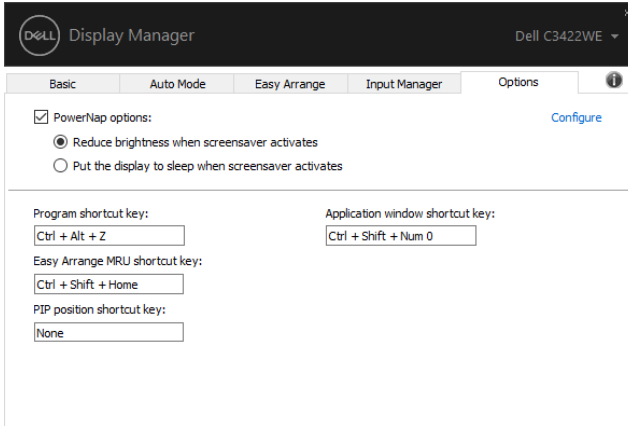 DELL Display Manager
Dell C3422WE
Basic
Auto Mode
Easy Arrange
Input Manager
Options
PowerNap options:
Configure
Reduce brightness when screensaver activates
Put the display to sleep when screensaver activates
Program shortcut key:
Application window shortcut key:
Ctrl + Alt + Z
Ctrl + Shift + Num 0
Easy Arrange MRU shortcut key:
Ctrl + Shift + Home
PIP position shortcut key:
None